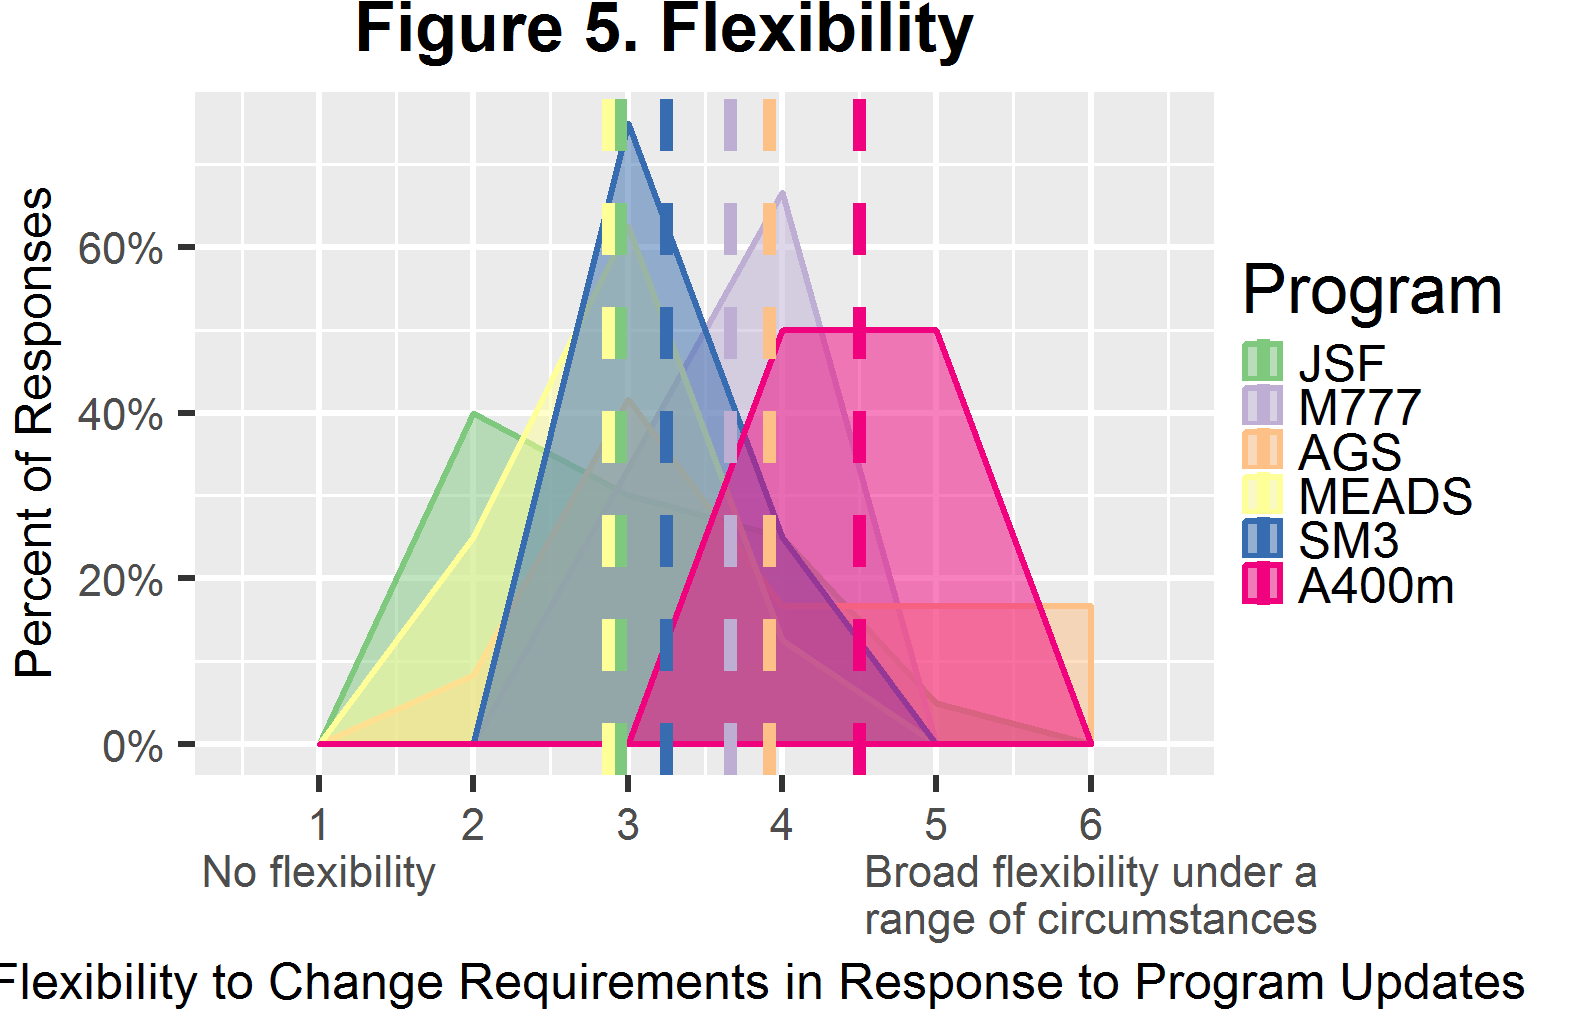 Figure 5. Flexibility
Percent of Responses
60%
40%
20%
0%
1 2 3 4 5 6
No flexibility
Broad flexibility under a
range of circumstances
Flexibility to Change Requirements in Response to Program Updates
Program
JSF
M777
AGS
MEADS
SM3
A400m